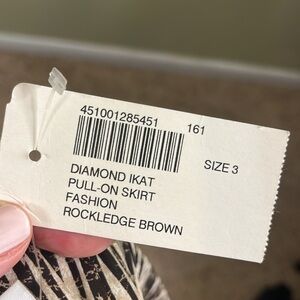 451001285451 161
SIZE 3
DIAMOND IKAT
PULL-ON SKIRT
FASHION
ROCKLEDGE BROWN